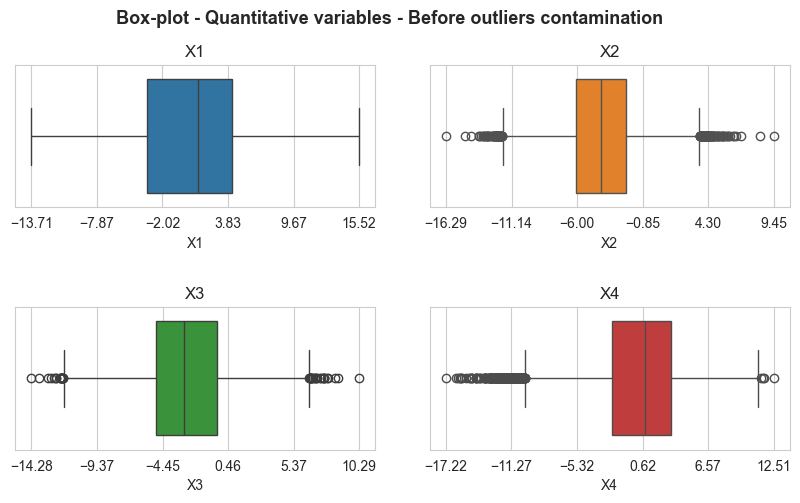 Box-plot - Quantitative variables - Before outliers contamination
X1
X2
−13.71 −7.87 −2.02 3.83 9.67 15.52
−16.29 −11.14 −6.00 −0.85 4.30 9.45
X1
X2
X3
X4
−14.28 −9.37 −4.45 0.46 5.37 10.29
−17.22 −11.27 −5.32 0.62 6.57 12.51
X3
X4